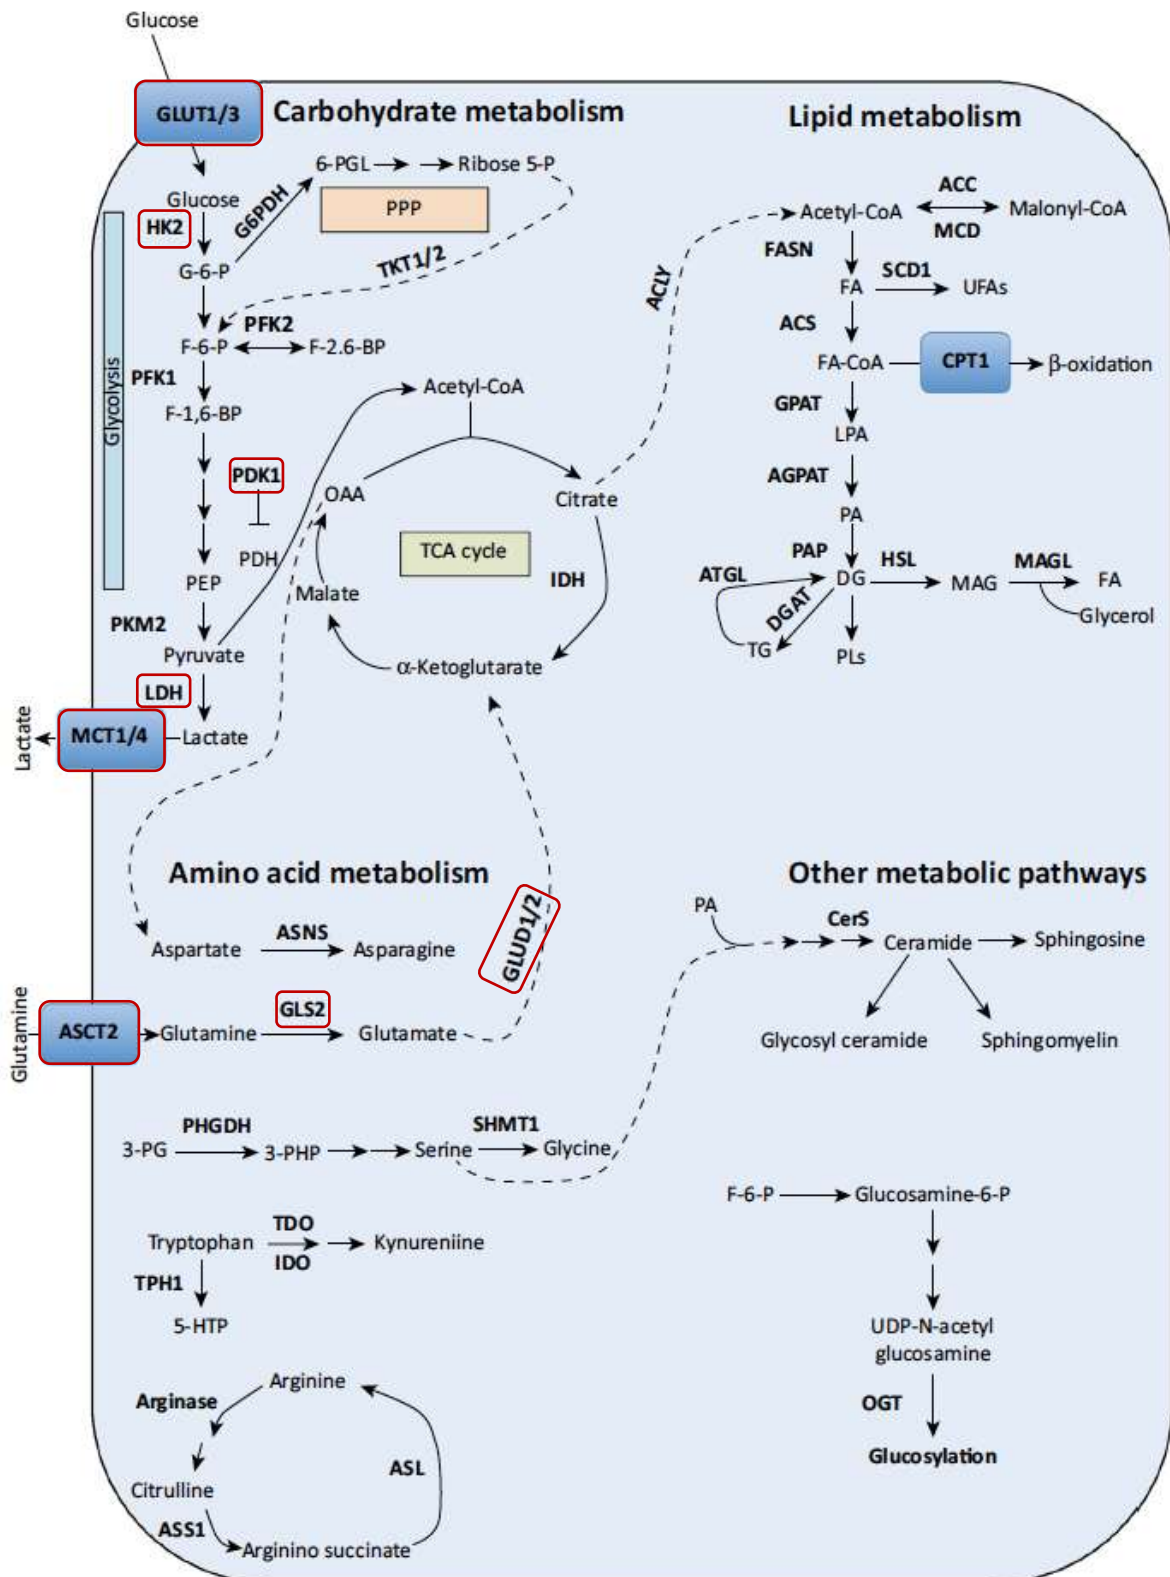 Glucose
GLUT1/3
Carbohydrate metabolism
Glucose
HK2
G-6-P
G6PDH
6-PGL
Ribose 5-P
PPP
TKT1/2
F-6-P
PFK2
F-2.6-BP
PFK1
F-1,6-BP
Glycolysis
PDK1
PDH
PEP
PKM2
Pyruvate
LDH
Lactate
MCT1/4
Lactate
Acetyl-CoA
OAA
Citrate
TCA cycle
IDH
Malate
α-Ketoglutarate
ACLY
Lipid metabolism
Acetyl-CoA
ACC
MCD
Malonyl-CoA
FASN
FA
SCD1
UFAs
ACS
FA-CoA
CPT1
β-oxidation
GPAT
LPA
AGPAT
PA
PAP
ATGL
DG
HSL
MAG
MAGL
FA
Glycerol
DGAT
TG
PLs
Amino acid metabolism
Aspartate
ASNS
Asparagine
GLUD1/2
Glutamine
ASCT2
Glutamine
GLS2
Glutamate
3-PG
PHGDH
3-PHP
Serine
SHMT1
Glycine
Tryptophan
TDO
IDO
Kynureniine
TPH1
5-HTP
Arginine
Arginase
Citrulline
ASS1
Arginino succinate
ASL
Other metabolic pathways
PA
CerS
Ceramide
Sphingosine
Glycosyl ceramide
Sphingomyelin
F-6-P
Glucosamine-6-P
UDP-N-acetyl
glucosamine
OGT
Glucosylation